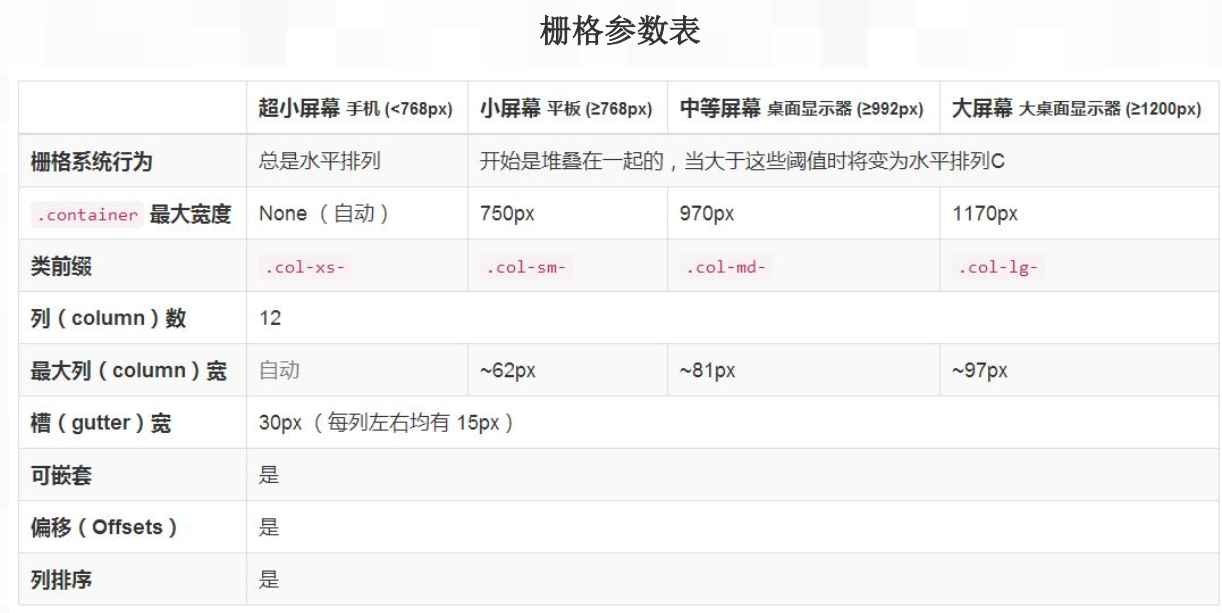 栅格参数表
超小屏幕 手机 (<768px) 小屏幕 平板 (≥768px) 中等屏幕 桌面显示器 (≥992px) 大屏幕 大桌面显示器 (≥1200px)
栅格系统行为 总是水平排列 开始是堆叠在一起的，当大于这些阈值时将变为水平排列C
.container 最大宽度 None （自动） 750px 970px 1170px
类前缀 .col-xs- .col-sm- .col-md- .col-lg-
列（column）数 12
最大列（column）宽 自动 ~62px ~81px ~97px
槽（gutter）宽 30px （每列左右均有 15px）
可嵌套 是
偏移（Offsets） 是
列排序 是